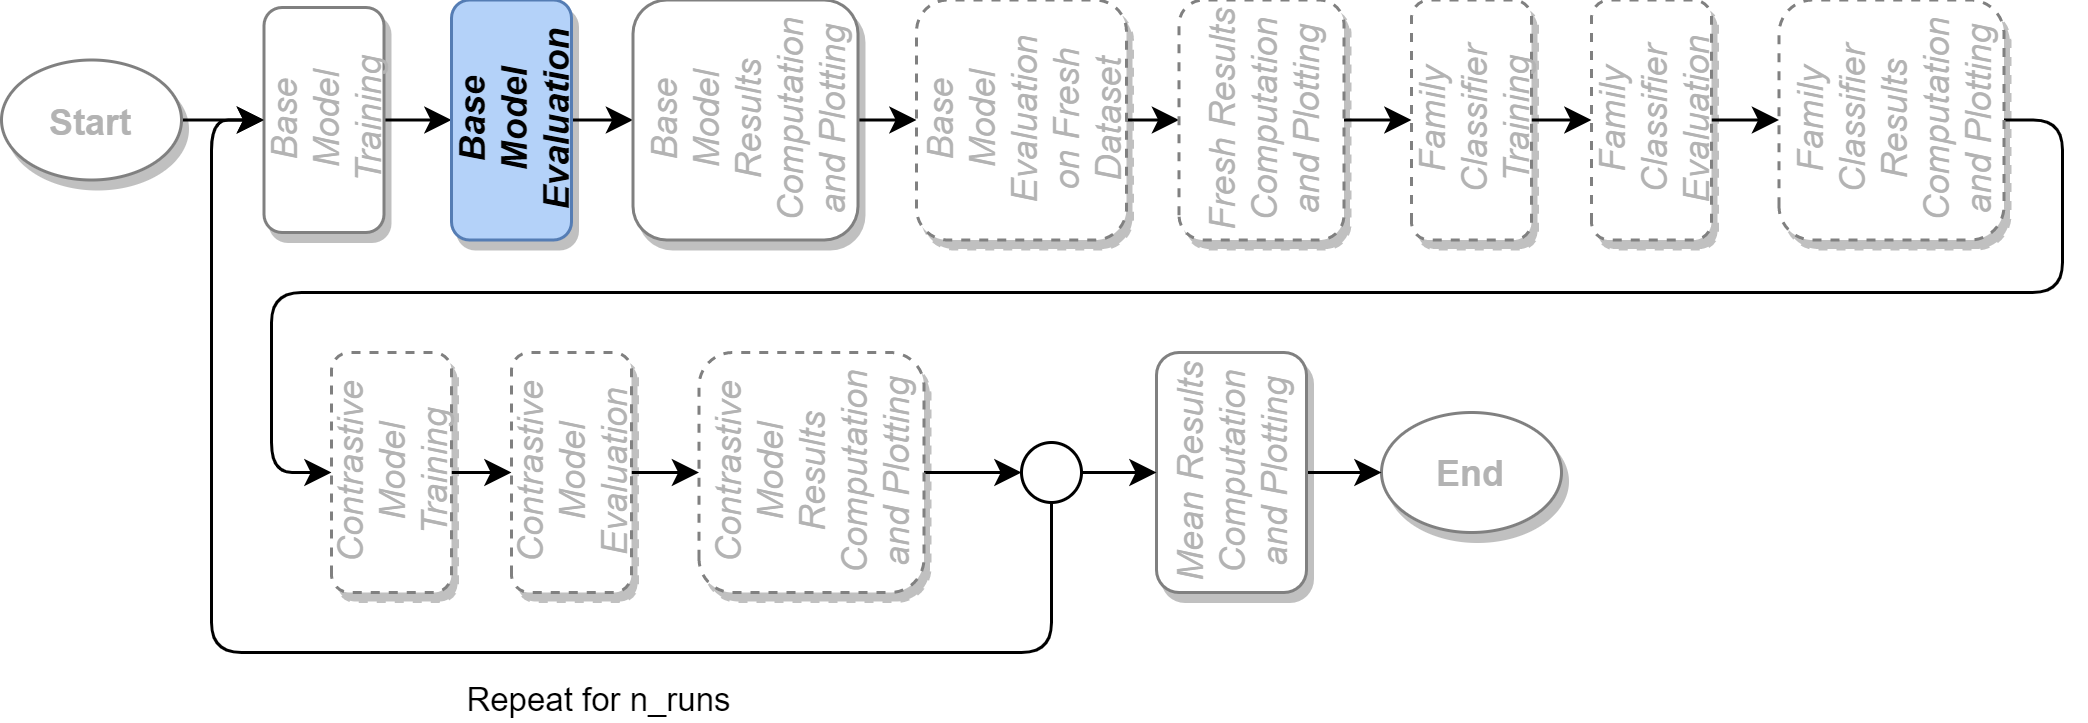 Start
Base
Model
Training
Base
Model
Evaluation
Base
Model
Results
Computation
and Plotting
Base
Model
Evaluation
on Fresh
Dataset
Fresh Results
Computation
and Plotting
Family
Classifier
Training
Family
Classifier
Evaluation
Family
Classifier
Results
Computation
and Plotting
Contrastive
Model
Training
Contrastive
Model
Evaluation
Contrastive
Model
Results
Computation
and Plotting
Mean Results
Computation
and Plotting
End
Repeat for n_runs